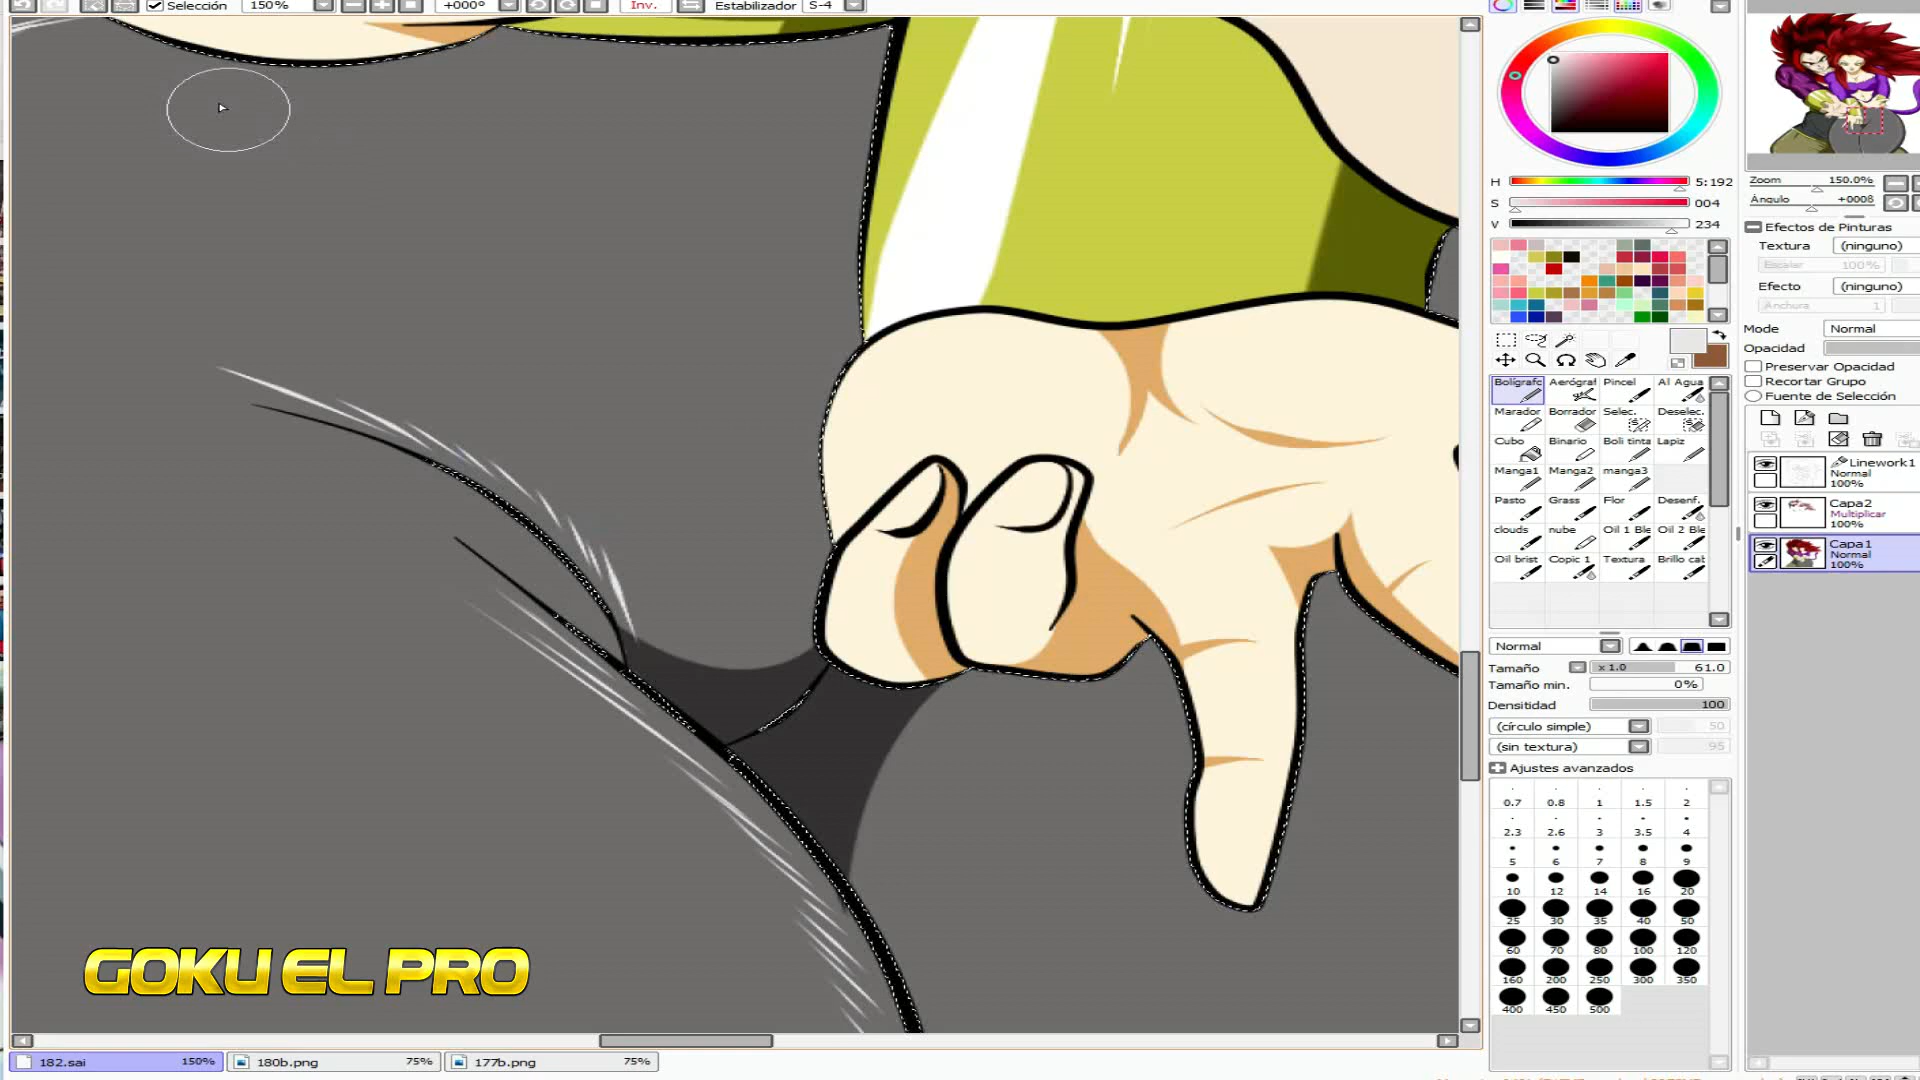 Selección 150% +000° Inv. Estabilizador S-4
H 5:192
S 004
V 234
Zoom 150.0%
Ángulo +0008
Efectos de Pinturas
Textura (ninguno)
Escalar 100%
Efecto (ninguno)
Anchura 1
Mode Normal
Opacidad
Preservar Opacidad
Recortar Grupo
Fuente de Selección
Linework1
Normal
100%
Capa2
Multiplicar
100%
Capa1
Normal
100%
Bolígrafo Aerógraf Pincel Al Agua
Marador Borrador Selec. Deselec.
Cubo Binario Boli tinta Lapiz
Manga1 Manga2 manga3
Pasto Grass Flor Desenf.
clouds nube Oil 1 Ble Oil 2 Ble
Oil brist Copic 1 Textura Brillo cab
Normal
Tamaño x 1.0 61.0
Tamaño min. 0%
Densitidad 100
(círculo simple) 50
(sin textura) 95
Ajustes avanzados
0.7 0.8 1 1.5 2
2.3 2.6 3 3.5 4
5 6 7 8 9
10 12 14 16 20
25 30 35 40 50
60 70 80 100 120
160 200 250 300 350
400 450 500
GOKU EL PRO
182.sai 150% 180b.png 75% 177b.png 75%